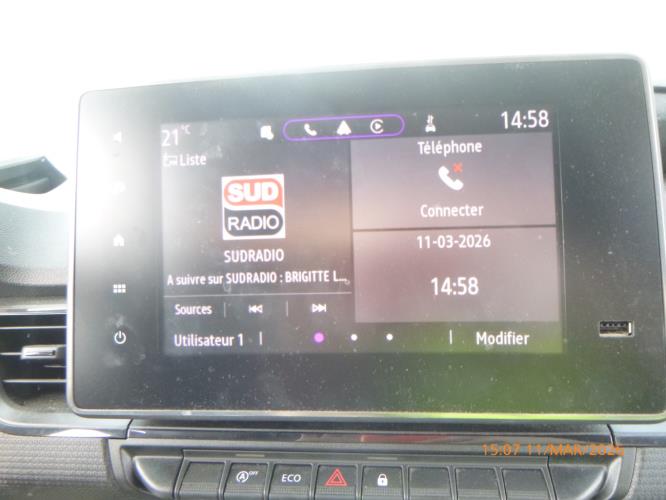 21°C
14:58
Liste
Téléphone
SUD
RADIO
Connecter
SUDRADIO
A suivre sur SUDRADIO : BRIGITTE L...
11-03-2026
14:58
Sources
Utilisateur 1
Modifier
OFF
ECO
15:07 11/MAR/2026